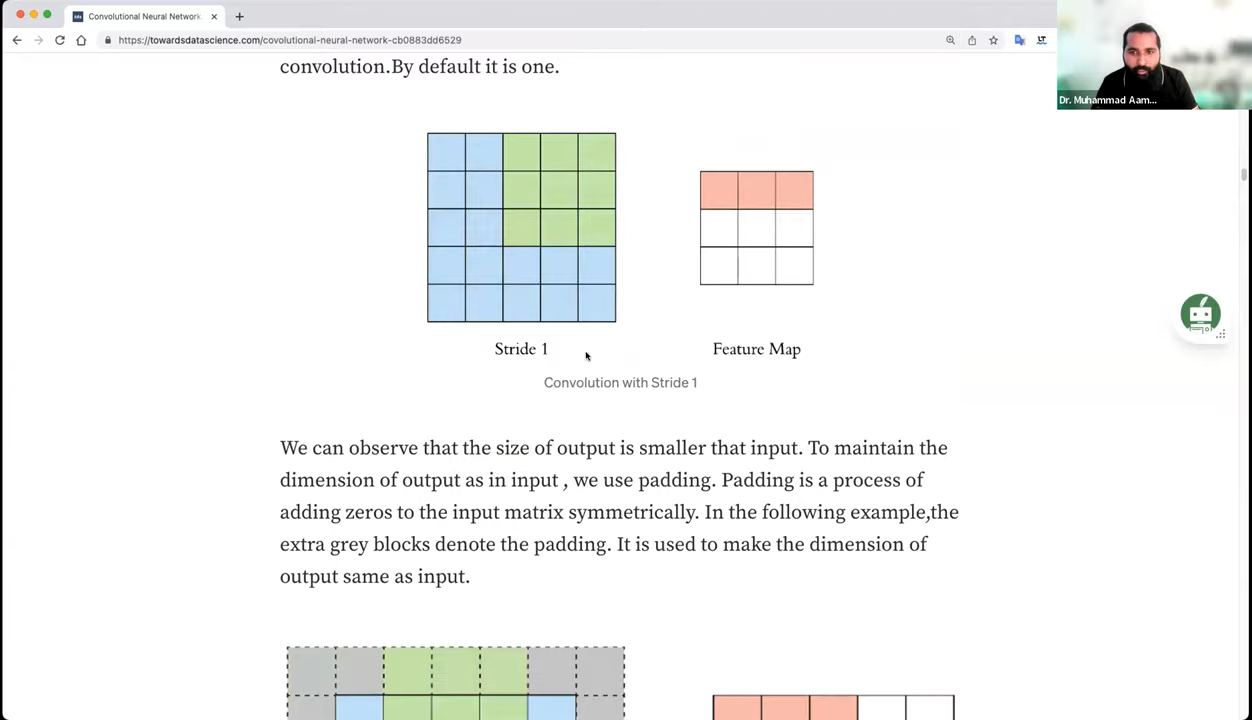 Convolutional Neural Network
https://towardsdatascience.com/covolutional-neural-network-cb0883dd6529
Dr. Muhammad Aam...
convolution.By default it is one.
Stride 1
Feature Map
Convolution with Stride 1
We can observe that the size of output is smaller that input. To maintain the
dimension of output as in input , we use padding. Padding is a process of
adding zeros to the input matrix symmetrically. In the following example,the
extra grey blocks denote the padding. It is used to make the dimension of
output same as input.